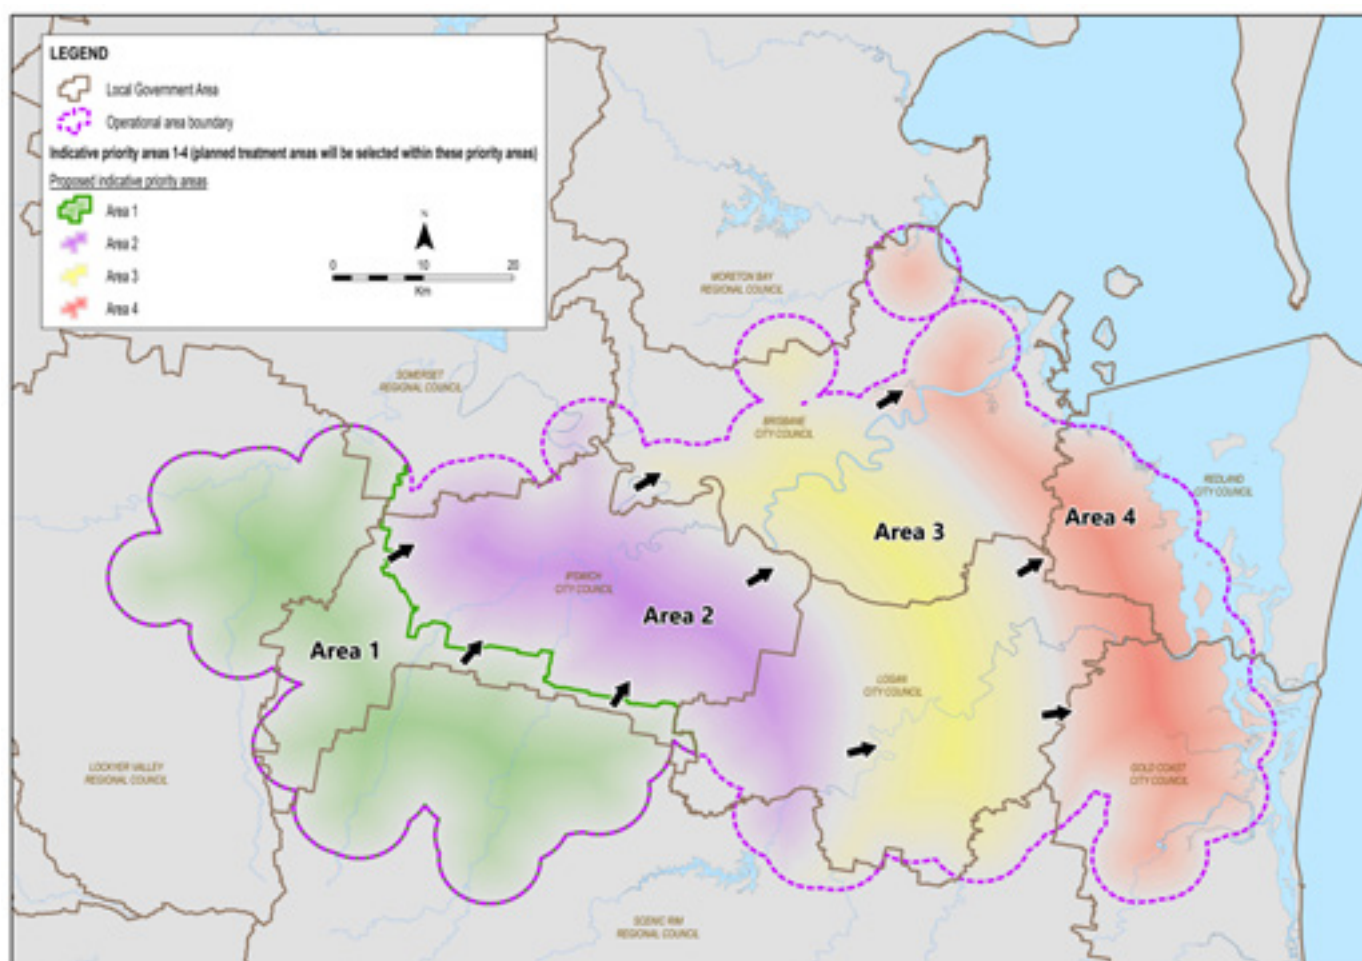 LEGEND
Local Government Area
Operational area boundary
Indicative priority areas 1-4 (planned treatment areas will be selected within these priority areas)
Proposed indicative priority areas
Area 1
Area 2
Area 3
Area 4
N
0
10
20
Km
MORETON BAY
REGIONAL COUNCIL
SOMERSET
REGIONAL COUNCIL
BRISBANE
CITY COUNCIL
REDLAND
CITY COUNCIL
Area 4
Area 3
IPSWICH
CITY COUNCIL
Area 2
Area 1
LOGAN
CITY COUNCIL
LOCKYER VALLEY
REGIONAL COUNCIL
GOLD COAST
CITY COUNCIL
SCENIC RIM
REGIONAL COUNCIL